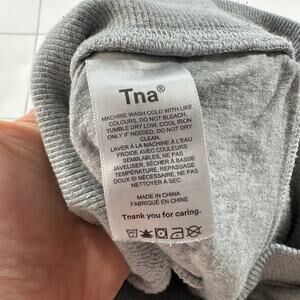 Tna®
MACHINE WASH COLD WITH LIKE
COLOURS. DO NOT BLEACH,
TUMBLE DRY LOW, COOL IRON
ONLY IF NEEDED, DO NOT DRY
CLEAN.
LAVER À LA MACHINE À L'EAU
FROIDE AVEC COULEURS
SEMBLABLES, NE PAS
JAVELISER, SÉCHER À BASSE
TEMPÉRATURE, REPASSAGE
DOUX SI NÉCESSAIRE, NE PAS
NETTOYER À SEC.
MADE IN CHINA
FABRIQUÉ EN CHINE
Tnank you for caring.